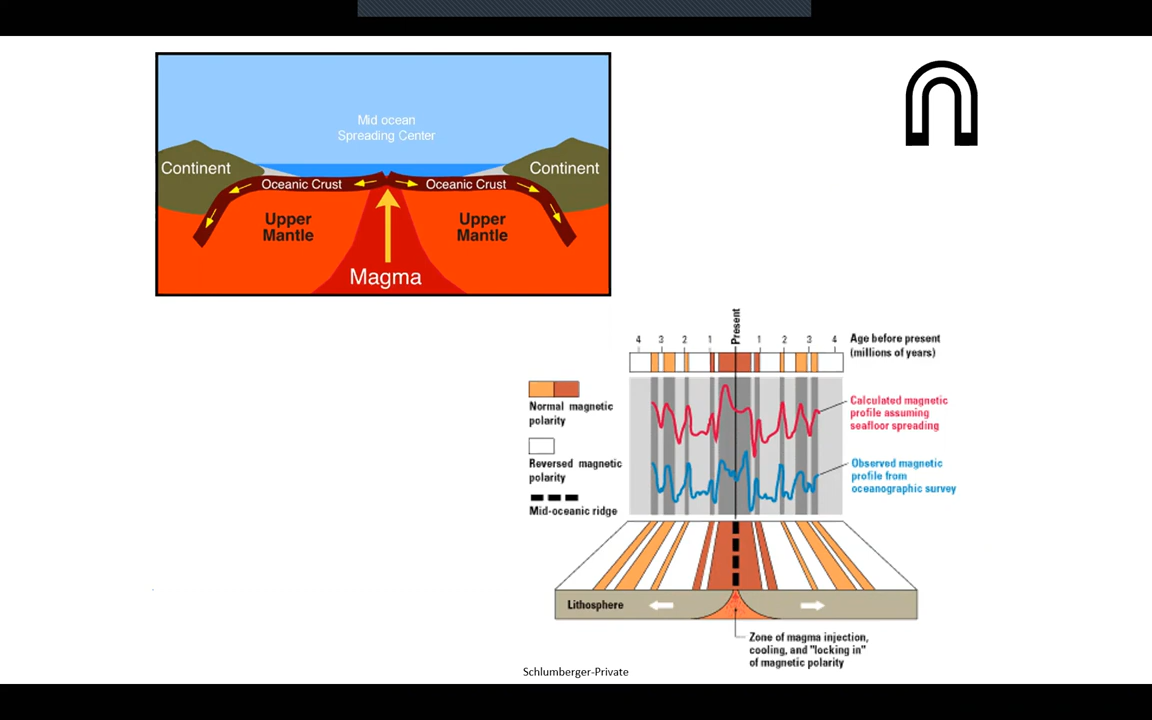 Mid ocean
Spreading Center
Continent
Continent
Oceanic Crust
Oceanic Crust
Upper
Mantle
Upper
Mantle
Magma
Present
4 3 2 1 1 2 3 4
Age before present
(millions of years)
Normal magnetic
polarity
Reversed magnetic
polarity
Mid-oceanic ridge
Calculated magnetic
profile assuming
seafloor spreading
Observed magnetic
profile from
oceanographic survey
Lithosphere
Zone of magma injection,
cooling, and "locking in"
of magnetic polarity
Schlumberger-Private